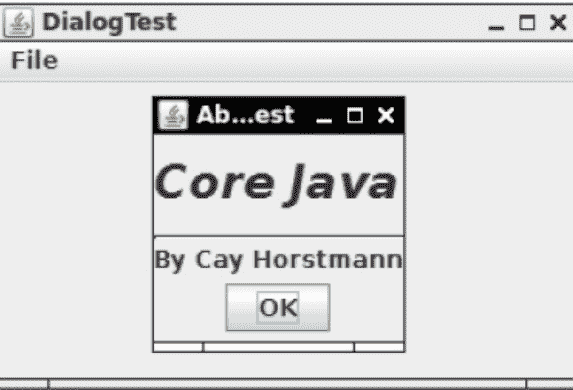 DialogTest
File
Ab...est
Core Java
By Cay Horstmann
OK